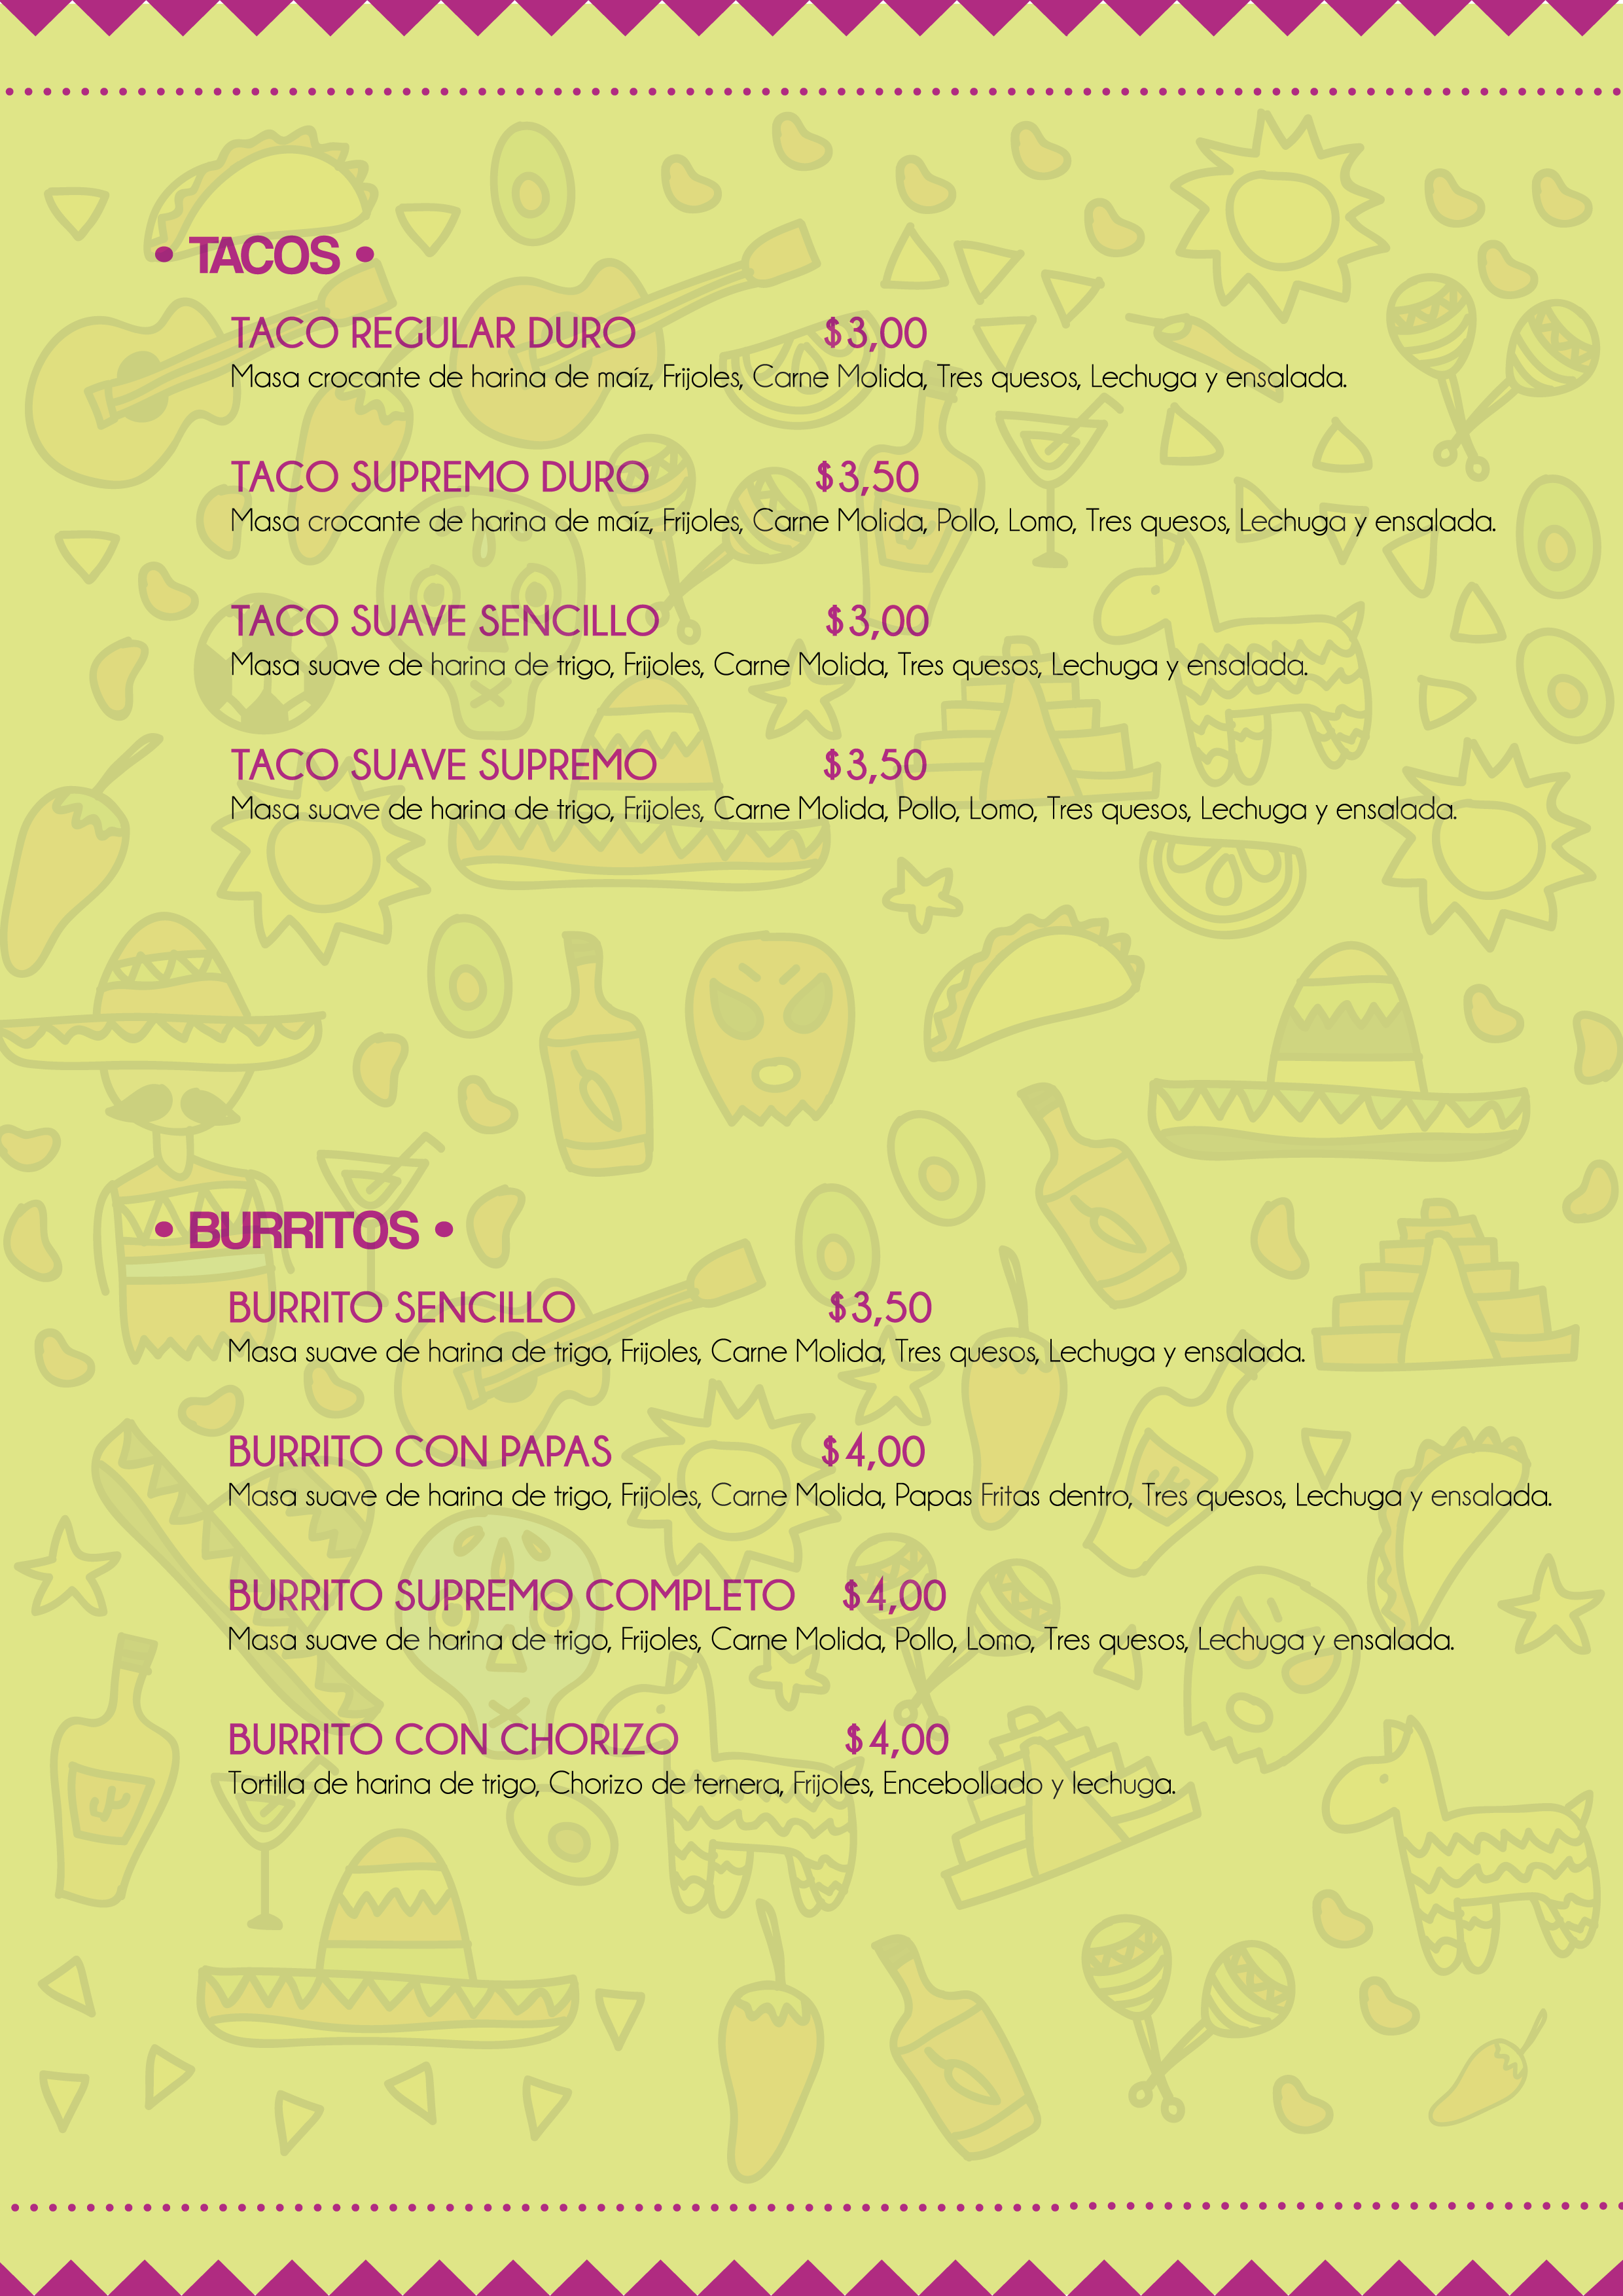 • TACOS •
TACO REGULAR DURO $3,00
Masa crocante de harina de maíz, Frijoles, Carne Molida, Tres quesos, Lechuga y ensalada.
TACO SUPREMO DURO $3,50
Masa crocante de harina de maíz, Frijoles, Carne Molida, Pollo, Lomo, Tres quesos, Lechuga y ensalada.
TACO SUAVE SENCILLO $3,00
Masa suave de harina de trigo, Frijoles, Carne Molida, Tres quesos, Lechuga y ensalada.
TACO SUAVE SUPREMO $3,50
Masa suave de harina de trigo, Frijoles, Carne Molida, Pollo, Lomo, Tres quesos, Lechuga y ensalada.
• BURRITOS •
BURRITO SENCILLO $3,50
Masa suave de harina de trigo, Frijoles, Carne Molida, Tres quesos, Lechuga y ensalada.
BURRITO CON PAPAS $4,00
Masa suave de harina de trigo, Frijoles, Carne Molida, Papas Fritas dentro, Tres quesos, Lechuga y ensalada.
BURRITO SUPREMO COMPLETO $4,00
Masa suave de harina de trigo, Frijoles, Carne Molida, Pollo, Lomo, Tres quesos, Lechuga y ensalada.
BURRITO CON CHORIZO $4,00
Tortilla de harina de trigo, Chorizo de ternera, Frijoles, Encebollado y lechuga.